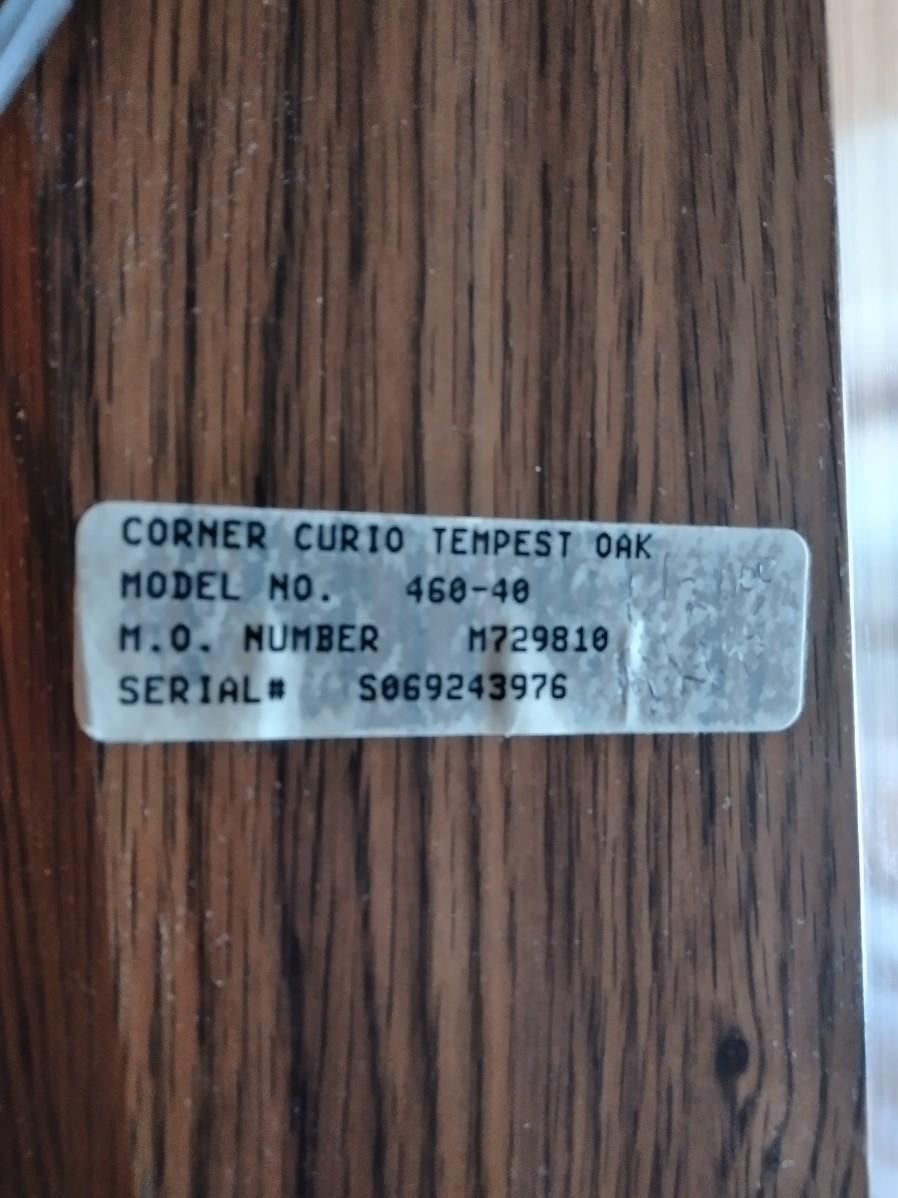 CORNER CURIO TEMPEST OAK
MODEL NO. 460-40
M.O. NUMBER M729810
SERIAL# S069243976